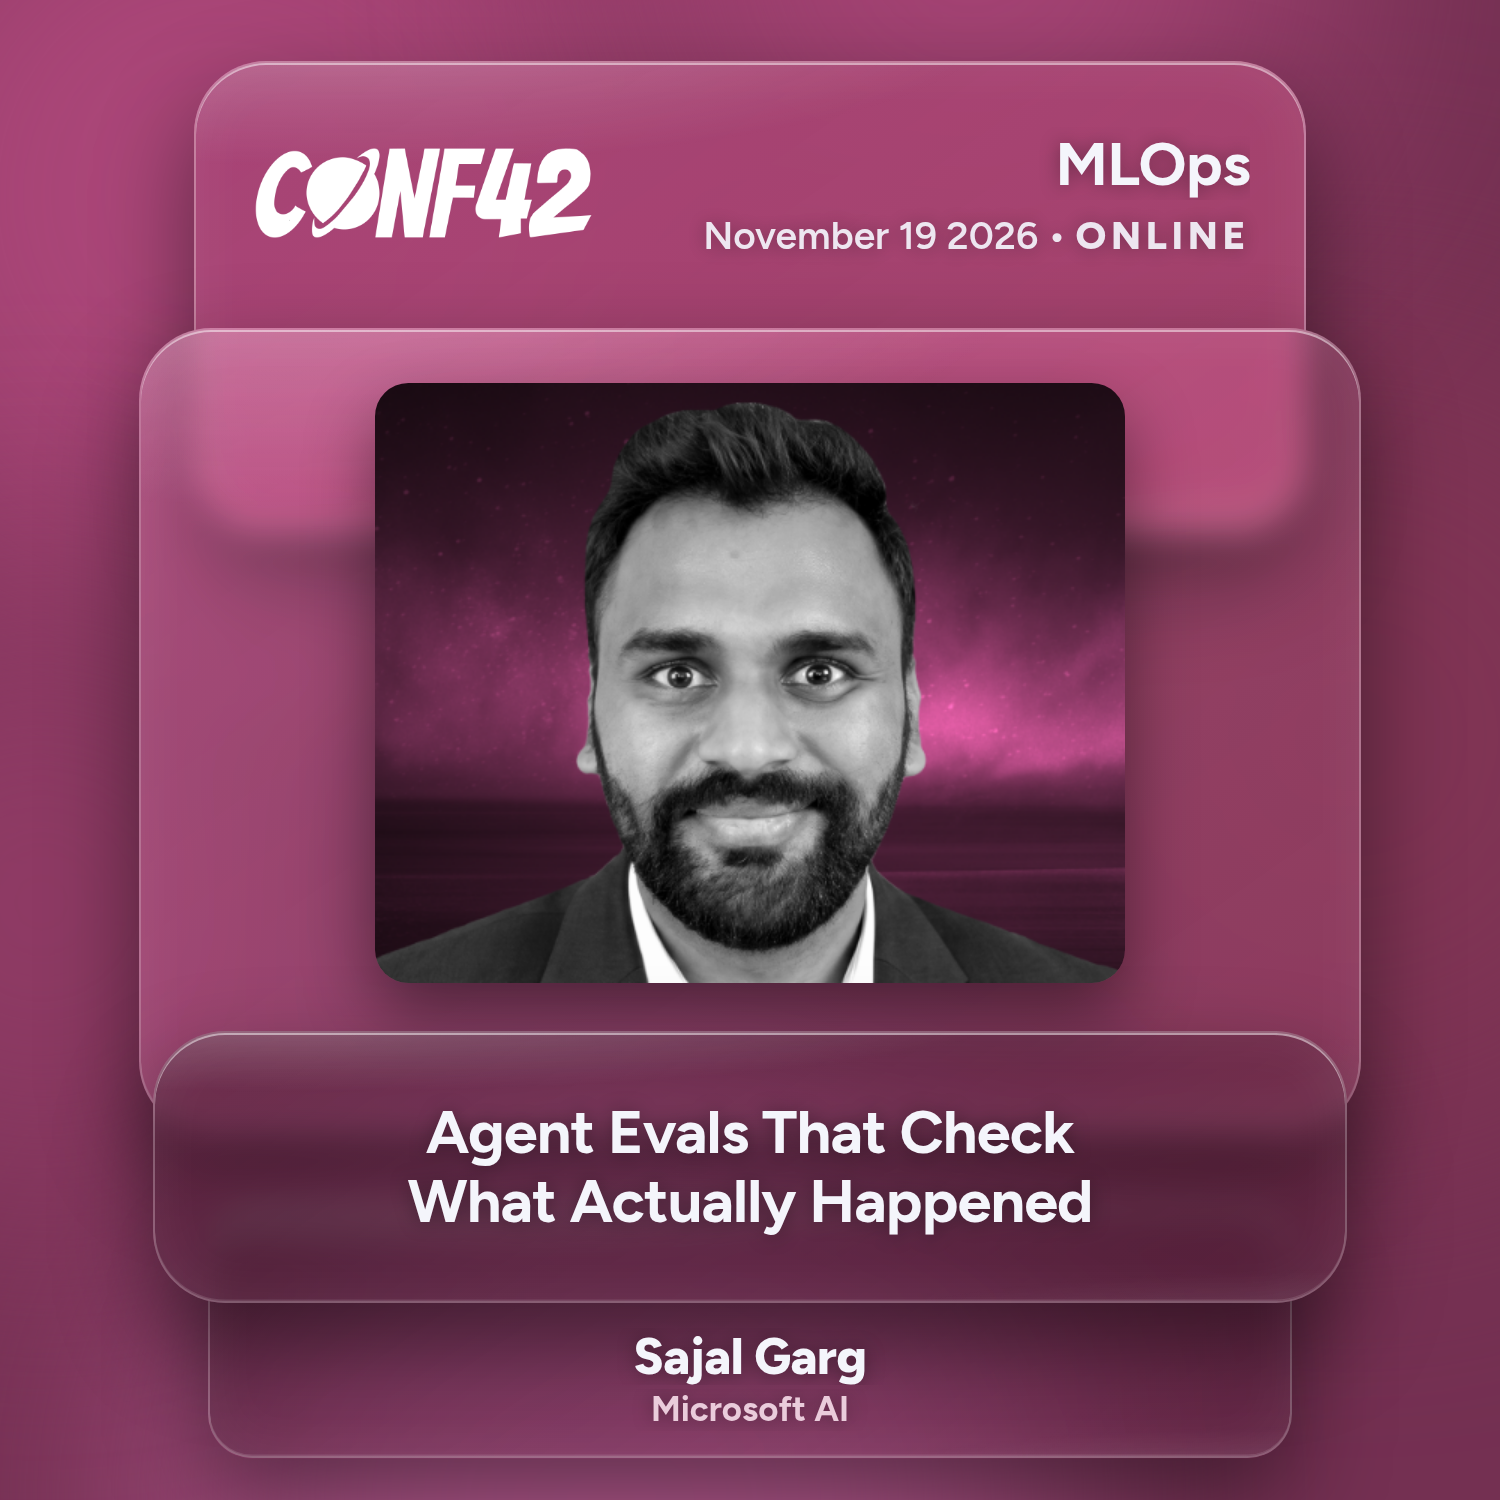 CONF42
MLOps
November 19 2026 • ONLINE
Agent Evals That Check
What Actually Happened
Sajal Garg
Microsoft AI